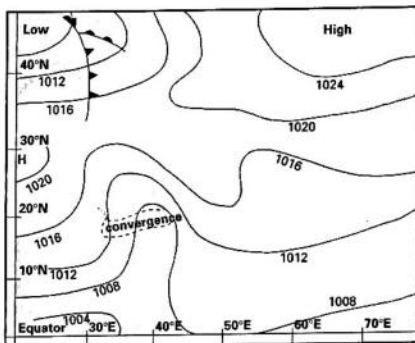 Low
High
1012
40°N
1024
1016
1020
30°N
H
1016
1020
20°N
convergence
1016
1012
10°N
1012
1008
1008
1004
Equator
30°E
40°E
50°E
60°E
70°E